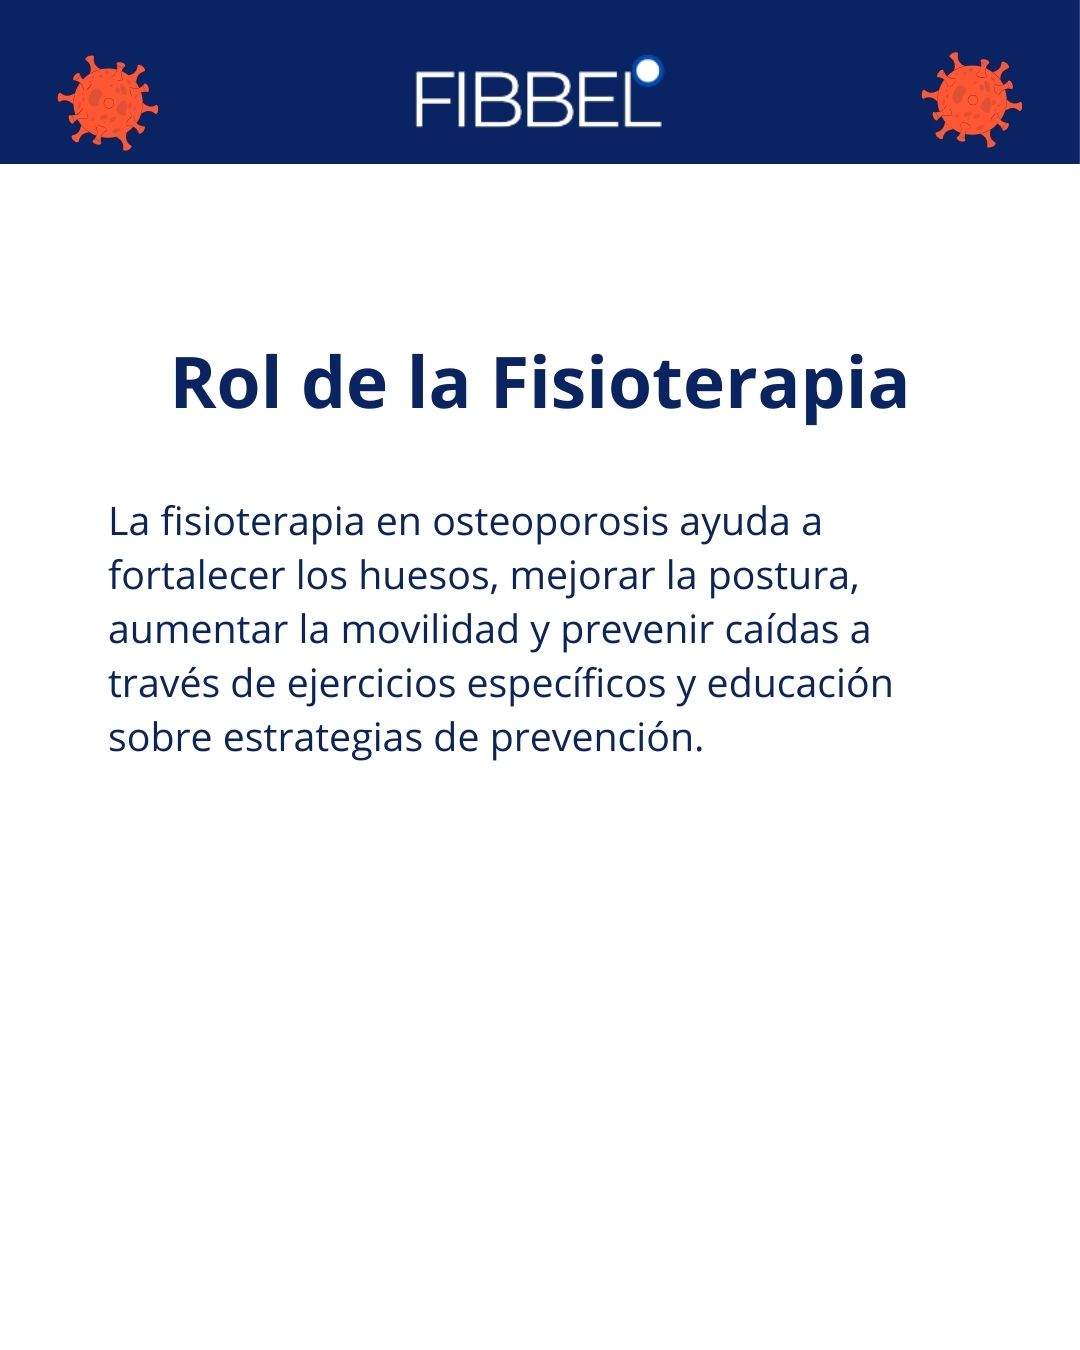 FIBBEL
Rol de la Fisioterapia
La fisioterapia en osteoporosis ayuda a
fortalecer los huesos, mejorar la postura,
aumentar la movilidad y prevenir caídas a
través de ejercicios específicos y educación
sobre estrategias de prevención.